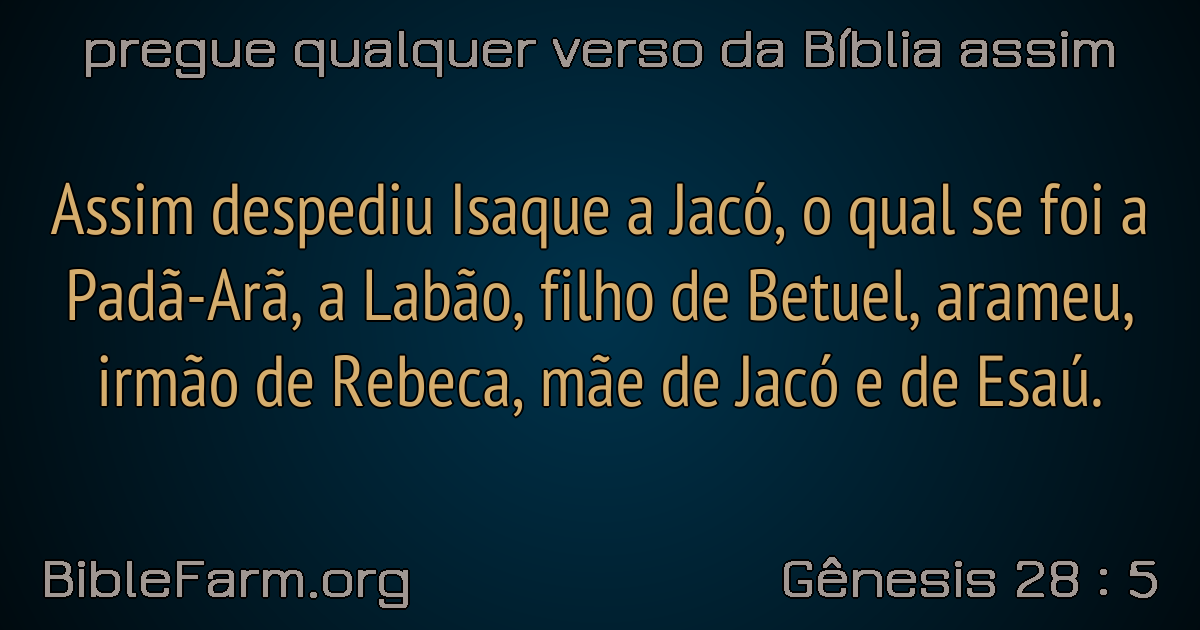 pregue qualquer verso da Bíblia assim
Assim despediu Isaque a Jacó, o qual se foi a
Padã-Arã, a Labão, filho de Betuel, arameu,
irmão de Rebeca, mãe de Jacó e de Esaú.
BibleFarm.org
Gênesis 28 : 5